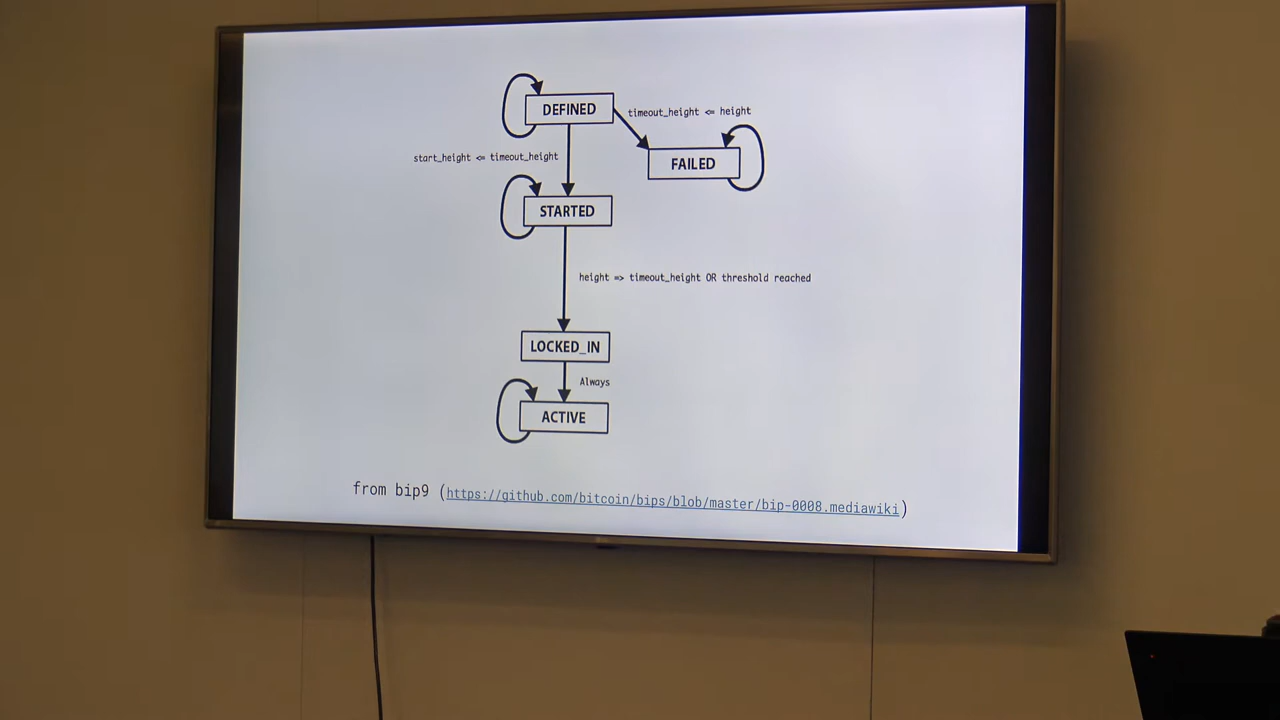 DEFINED
timeout_height <= height
start_height <= timeout_height
FAILED
STARTED
height => timeout_height OR threshold reached
LOCKED_IN
Always
ACTIVE
from bip9 (https://github.com/bitcoin/bips/blob/master/bip-0008.mediawiki)